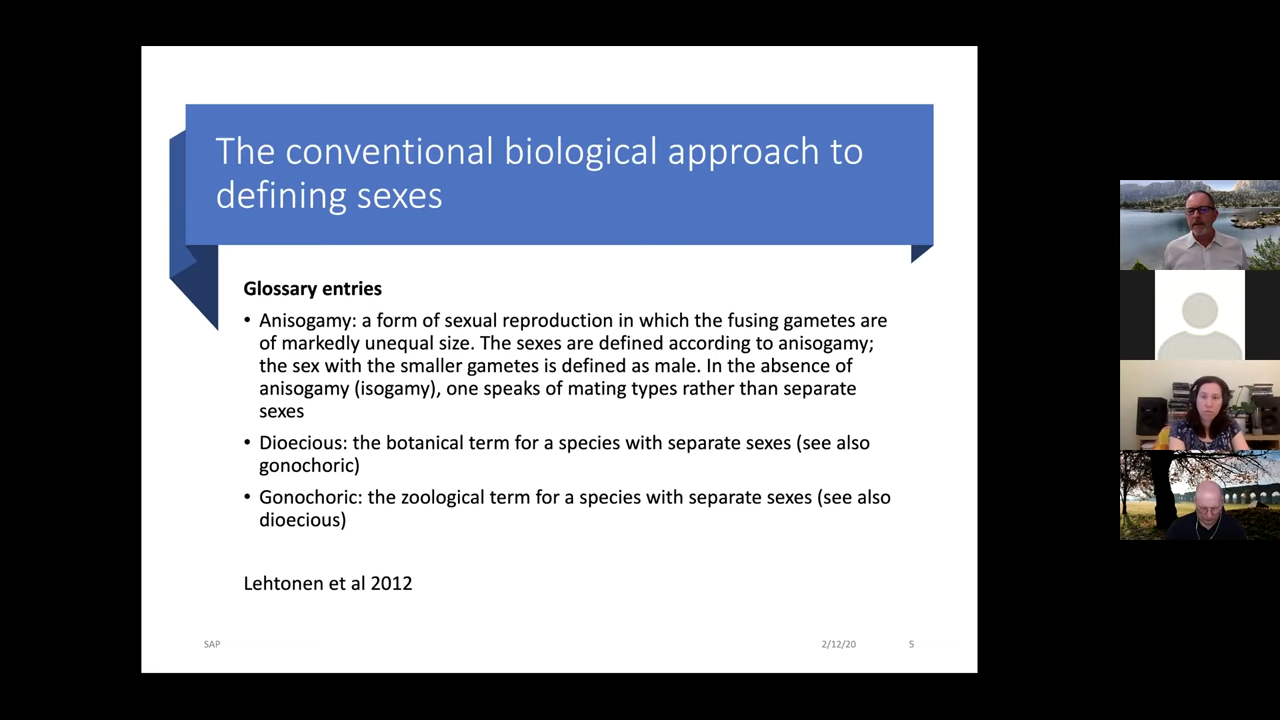 The conventional biological approach to
defining sexes
Glossary entries
• Anisogamy: a form of sexual reproduction in which the fusing gametes are
of markedly unequal size. The sexes are defined according to anisogamy;
the sex with the smaller gametes is defined as male. In the absence of
anisogamy (isogamy), one speaks of mating types rather than separate
sexes
• Dioecious: the botanical term for a species with separate sexes (see also
gonochoric)
• Gonochoric: the zoological term for a species with separate sexes (see also
dioecious)
Lehtonen et al 2012
SAP
2/12/20
5